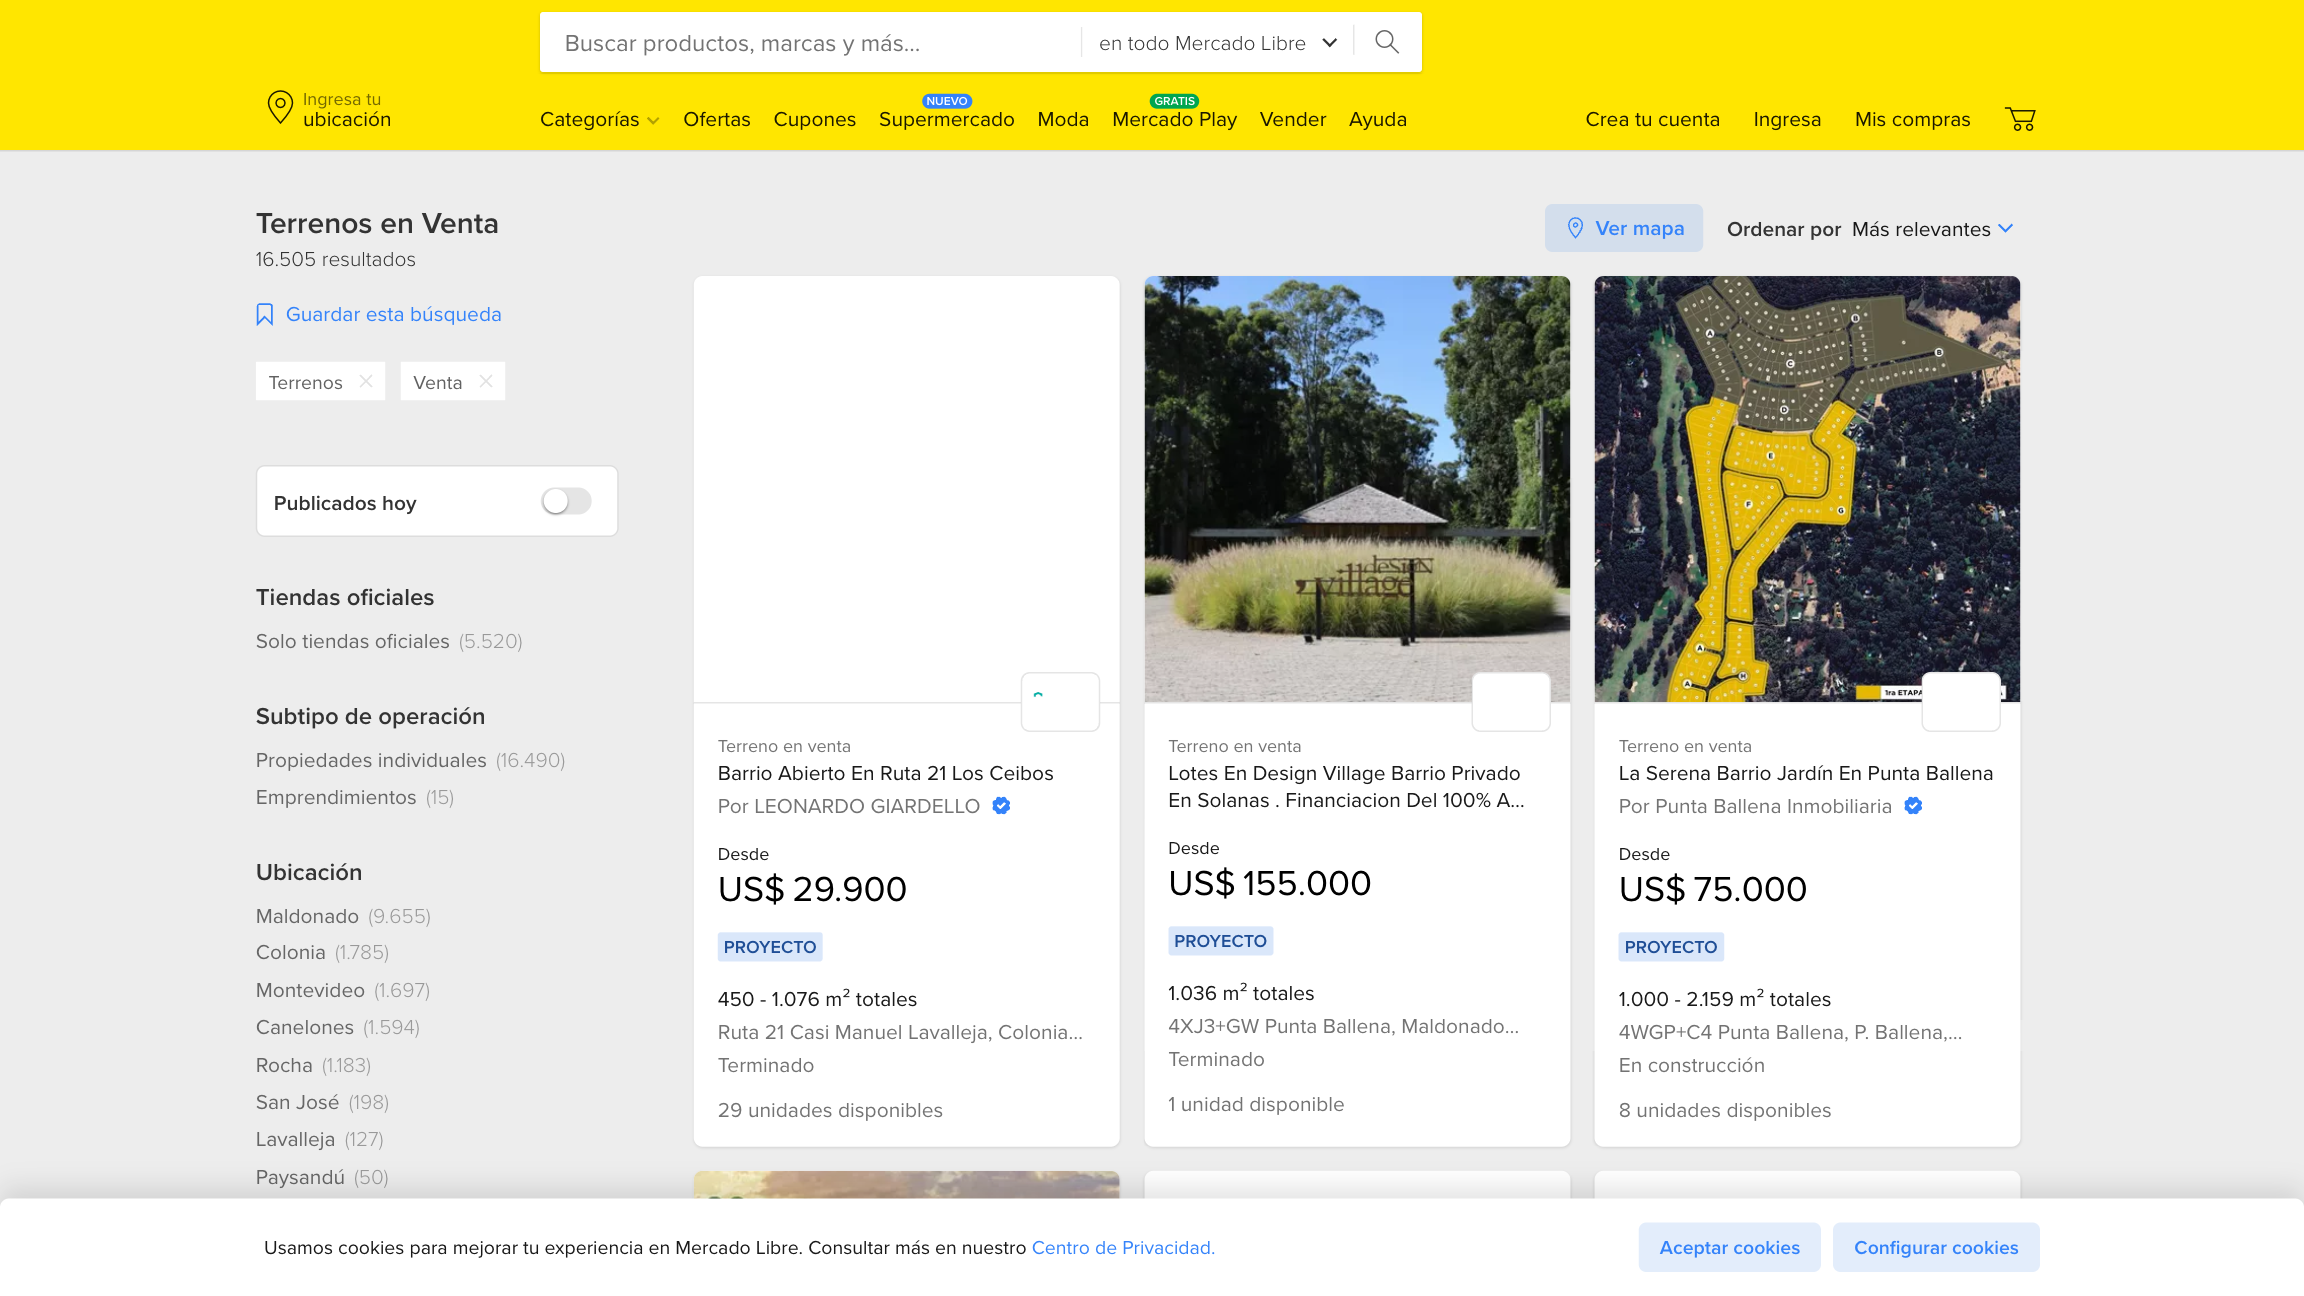 Buscar productos, marcas y más...
en todo Mercado Libre
Ingresa tu
ubicación
Categorías
Ofertas
Cupones
NUEVO
Supermercado
Moda
GRATIS
Mercado Play
Vender
Ayuda
Crea tu cuenta
Ingresa
Mis compras
Terrenos en Venta
16.505 resultados
Guardar esta búsqueda
Terrenos
Venta
Publicados hoy
Tiendas oficiales
Solo tiendas oficiales (5.520)
Subtipo de operación
Propiedades individuales (16.490)
Emprendimientos (15)
Ubicación
Maldonado (9.655)
Colonia (1.785)
Montevideo (1.697)
Canelones (1.594)
Rocha (1.183)
San José (198)
Lavalleja (127)
Paysandú (50)
Ver mapa
Ordenar por Más relevantes
Terreno en venta
Barrio Abierto En Ruta 21 Los Ceibos
Por LEONARDO GIARDELLO
Desde
US$ 29.900
PROYECTO
450 - 1.076 m² totales
Ruta 21 Casi Manuel Lavalleja, Colonia...
Terminado
29 unidades disponibles
design
village
Terreno en venta
Lotes En Design Village Barrio Privado
En Solanas . Financiacion Del 100% A...
Desde
US$ 155.000
PROYECTO
1.036 m² totales
4XJ3+GW Punta Ballena, Maldonado...
Terminado
1 unidad disponible
A
B
B
C
D
E
F
G
A
A
H
1ra ETAPA
Terreno en venta
La Serena Barrio Jardín En Punta Ballena
Por Punta Ballena Inmobiliaria
Desde
US$ 75.000
PROYECTO
1.000 - 2.159 m² totales
4WGP+C4 Punta Ballena, P. Ballena,...
En construcción
8 unidades disponibles
Usamos cookies para mejorar tu experiencia en Mercado Libre. Consultar más en nuestro Centro de Privacidad.
Aceptar cookies
Configurar cookies